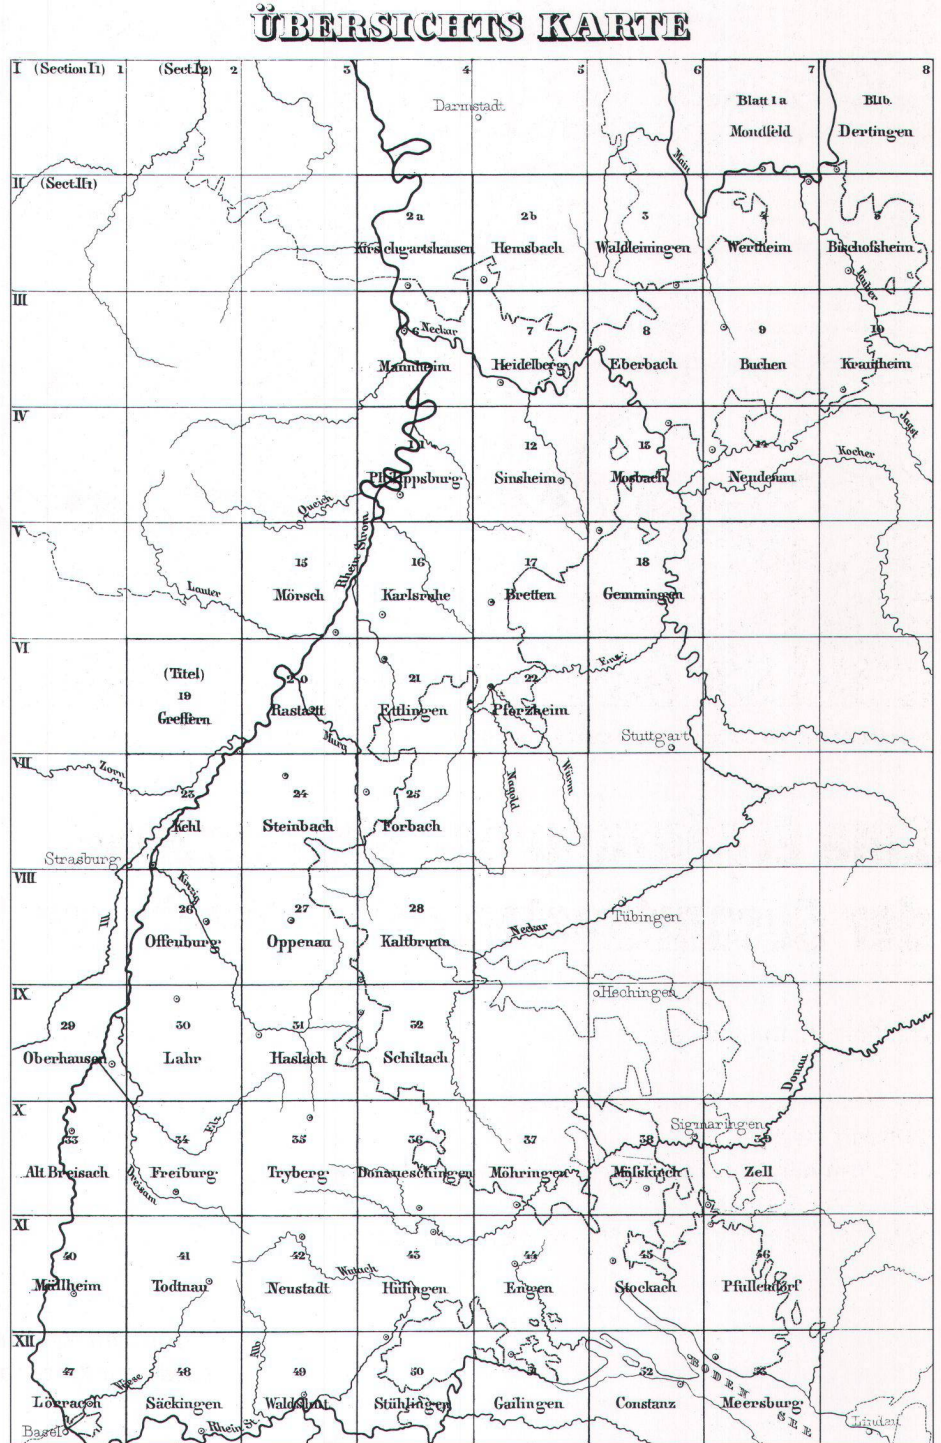 ÜBERSICHTS KARTE
I (Section I1) 1 (Sect.I2) 2 3 4 5 6 7 8
Darmstadt
Blatt 1a
Mondfeld
Bl.1b.
Dertingen
Main
II (Sect.II1)
2a
Kirschgartshausen
2b
Hemsbach
3
Waldleiningen
4
Wertheim
5
Bischofsheim
Tauber
III
6
Neckar
Mannheim
7
Heidelberg
8
Eberbach
9
Buchen
10
Krautheim
IV
11
Philippsburg
12
Sinsheim
13
Mosbach
14
Neudenau
Jagst
Kocher
Queich
V
Rhein Strom
15
Mörsch
16
Karlsruhe
17
Bretten
18
Gemmingen
Lauter
VI
(Titel)
19
Greffern
20
Rastatt
21
Ettlingen
22
Pforzheim
Enz
Murg
Stuttgart
VII
Zorn
23
Kehl
24
Steinbach
25
Forbach
Nagold
Würm
Strasburg
VIII
Ill
Kinzig
26
Offenburg
27
Oppenau
28
Kaltbrunn
Neckar
Tübingen
IX
Hechingen
29
Oberhausen
30
Lahr
31
Haslach
32
Schiltach
Donau
X
Elz
Sigmaringen
33
Alt Breisach
34
Freiburg
35
Tryberg
36
Donaueschingen
37
Möhringen
38
Mösskirch
39
Zell
Dreisam
XI
40
Müllheim
41
Todtnau
42
Neustadt
Wutach
43
Hüfingen
44
Engen
45
Stockach
46
Pfullendorf
XII
47
Lörrach
Wiese
48
Säckingen
Alb
49
Waldshut
50
Stühlingen
51
Gailingen
52
Constanz
53
Meersburg
BODEN SEE
Basel
Rhein St.
Lindau